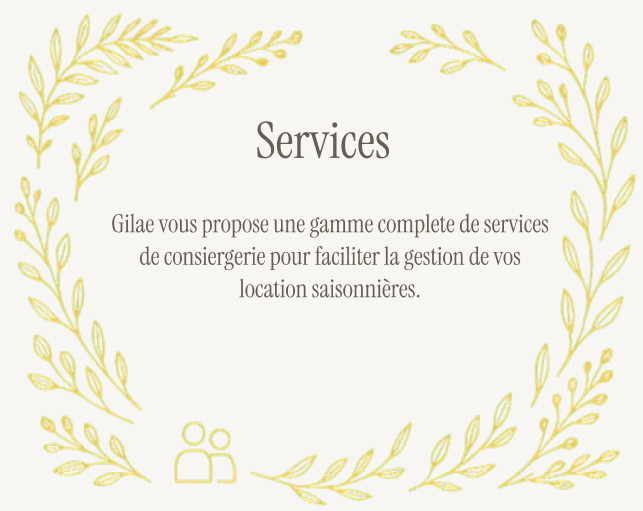 Services
Gilae vous propose une gamme complete de services
de consiergerie pour faciliter la gestion de vos
location saisonnières.